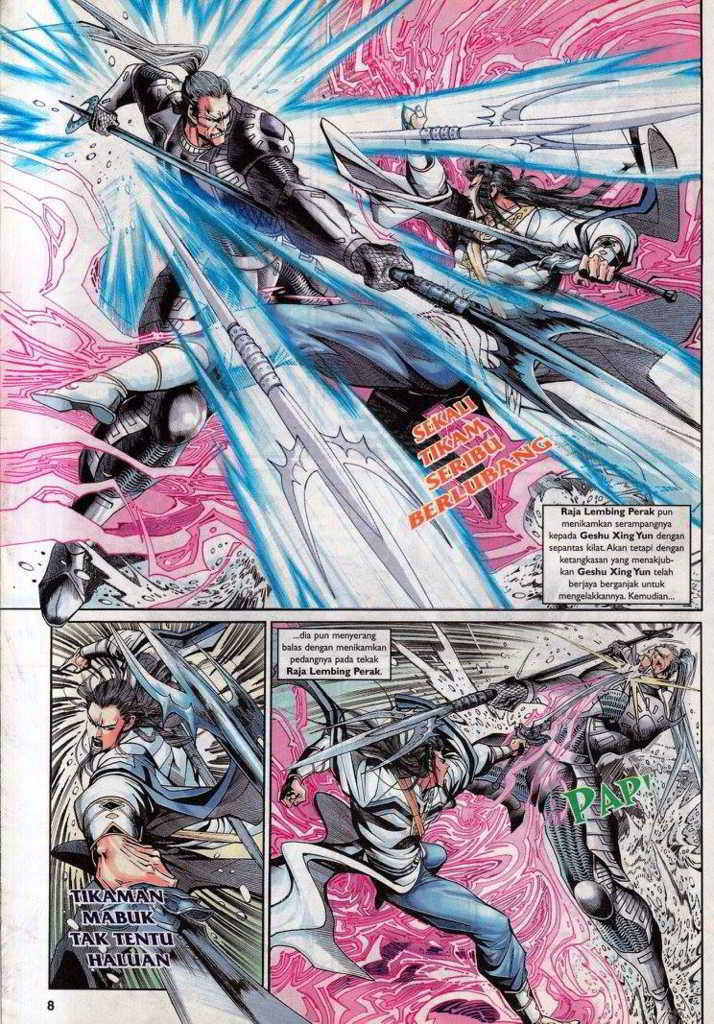 SEKALI
TIKAM
SERIBU
BERLUBANG
Raja Lembing Perak pun
menikamkan serampangnya
kepada Geshu Xing Yun dengan
sepantas kilat. Akan tetapi dengan
ketangkasan yang menakjub-
kan Geshu Xing Yun telah
berjaya berganjak untuk
mengelakkannya. Kemudian...
TIKAMAN
MABUK
TAK TENTU
HALUAN
...dia pun menyerang
balas dengan menikamkan
pedangnya pada tekak
Raja Lembing Perak.
PAP!
8